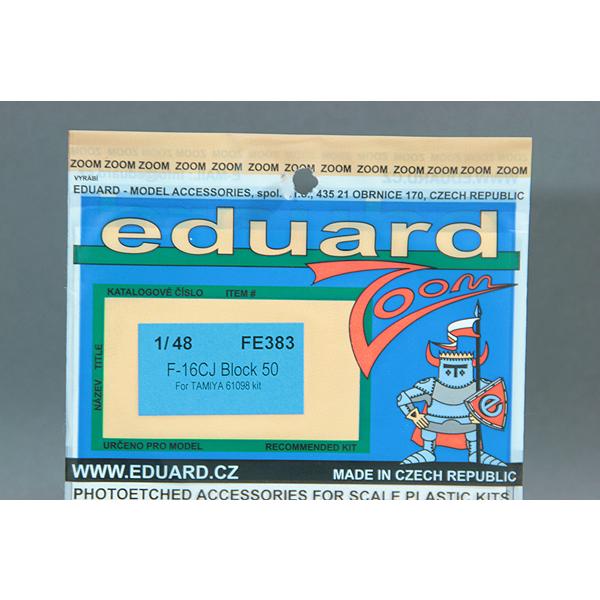 ZOOM ZOOM ZOOM ZOOM ZOOM ZOOM ZOOM ZOOM ZOOM ZOOM ZOOM ZOOM ZOOM
VYRÁBÍ
EDUARD - MODEL ACCESSORIES, spol. 435 21 OBRNICE 170, CZECH REPUBLIC
eduard
Zoom
KATALOGOVÉ ČÍSLO ITEM #
1/48 FE383
F-16CJ Block 50
For TAMIYA 61098 kit
NÁZEV TITLE
e
URČENO PRO MODEL RECOMMENDED KIT
WWW.EDUARD.CZ MADE IN CZECH REPUBLIC
PHOTOETCHED ACCESSORIES FOR SCALE PLASTIC KITS